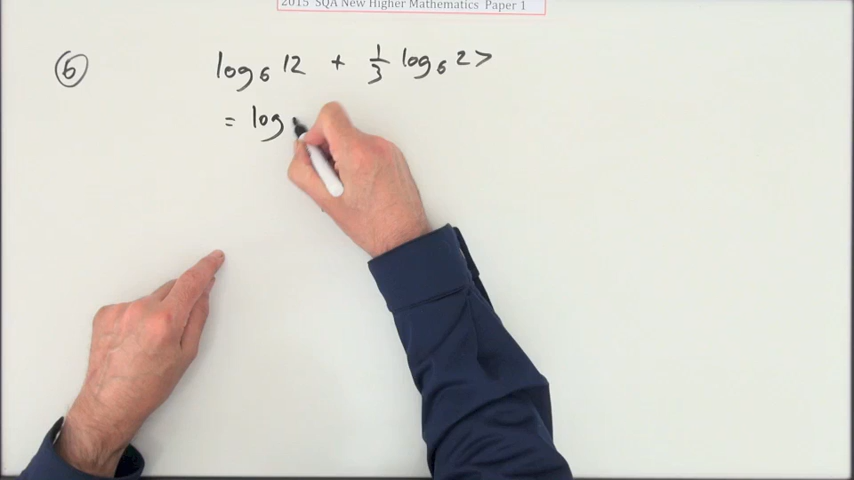 2015 SQA New Higher Mathematics Paper 1
⑥ log₆ 12 + 1/3 log₆ 27
= log